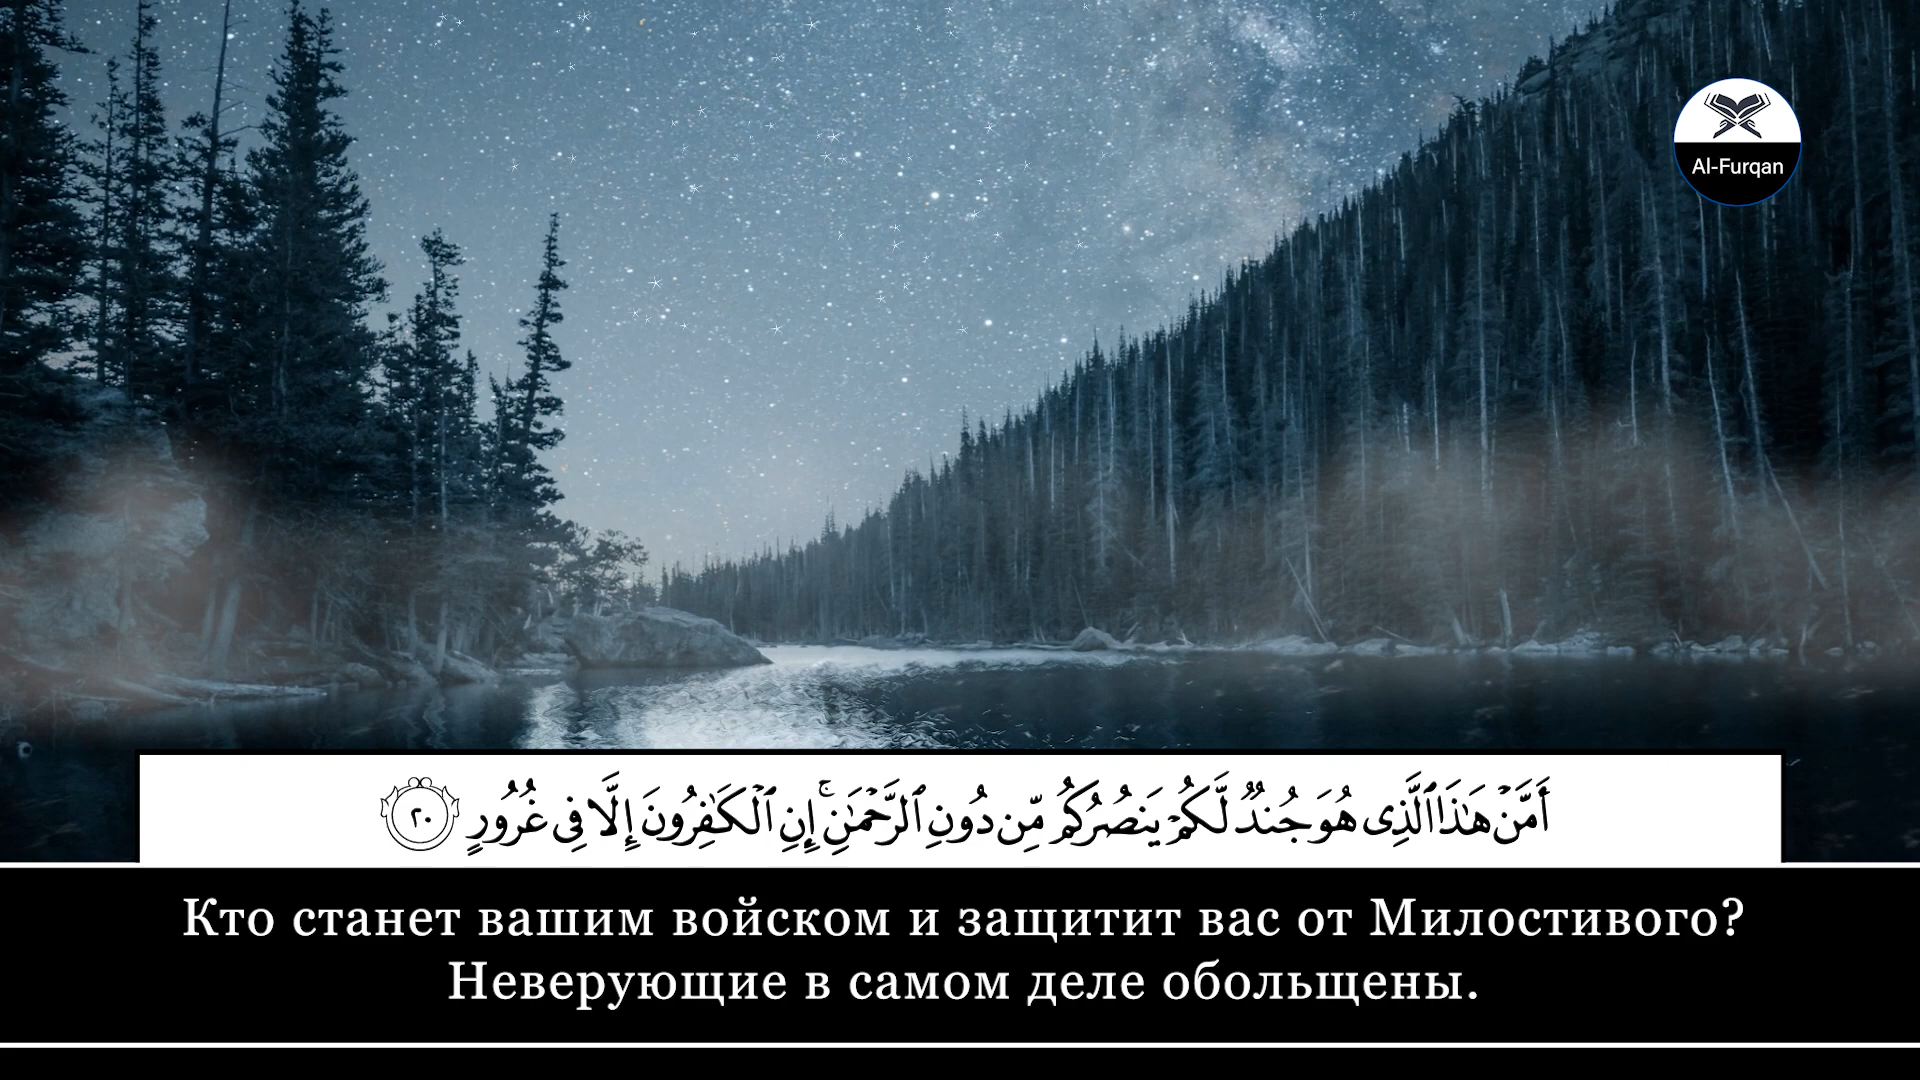 Al-Furqan
أَمَّنْ هَٰذَا ٱلَّذِى هُوَ جُندٌ لَّكُمْ يَنصُرُكُم مِّن دُونِ ٱلرَّحْمَٰنِ ۚ إِنِ ٱلْكَٰفِرُونَ إِلَّا فِى غُرُورٍ ٢٠
Кто станет вашим войском и защитит вас от Милостивого?
Неверующие в самом деле обольщены.